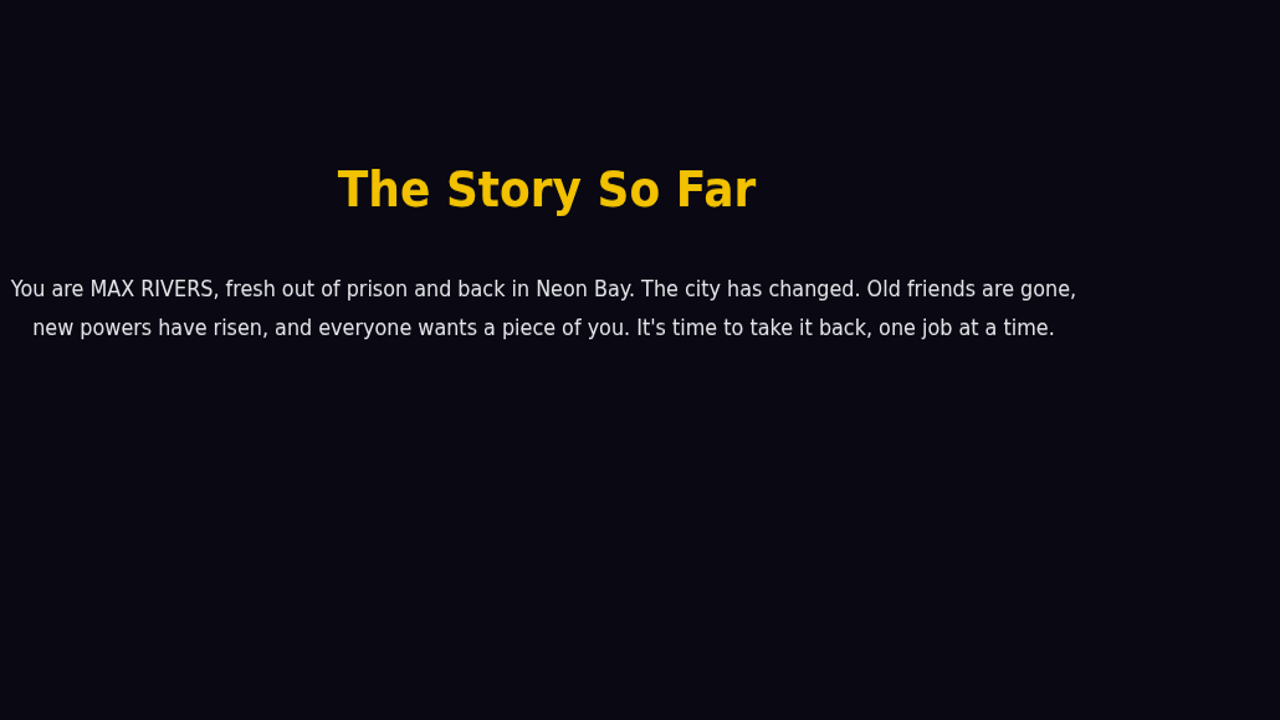 The Story So Far
You are MAX RIVERS, fresh out of prison and back in Neon Bay. The city has changed. Old friends are gone,
new powers have risen, and everyone wants a piece of you. It's time to take it back, one job at a time.